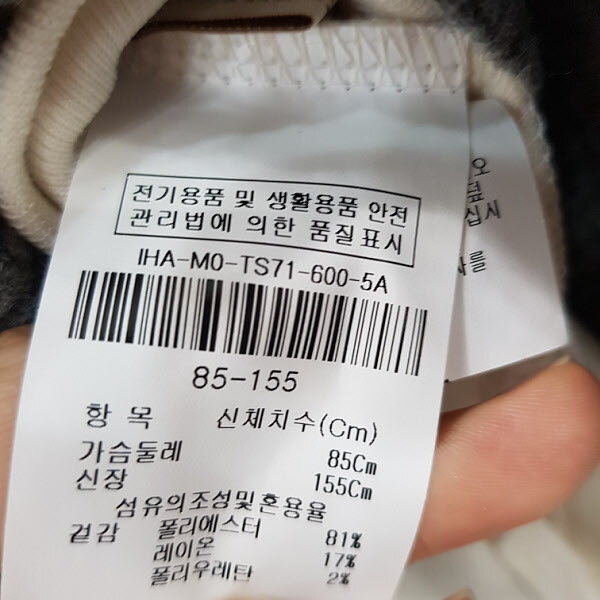 전기용품 및 생활용품 안전
관리법에 의한 품질표시
IHA-MO-TS71-600-5A
85-155
항 목 신체치수(Cm)
가슴둘레 85Cm
신장 155Cm
섬유의조성및혼용율
겉감 폴리에스터 81%
레이온 17%
폴리우레탄 2%
십시